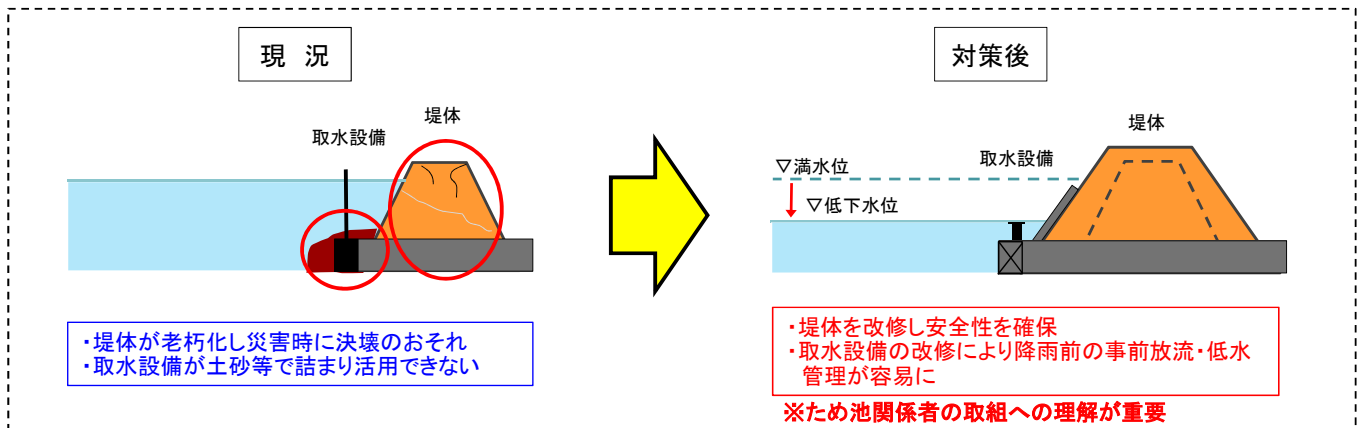 現 況
堤体
取水設備
・堤体が老朽化し災害時に決壊のおそれ
・取水設備が土砂等で詰まり活用できない
対策後
堤体
取水設備
▽満水位
▽低下水位
・堤体を改修し安全性を確保
・取水設備の改修により降雨前の事前放流・低水
管理が容易に
※ため池関係者の取組への理解が重要